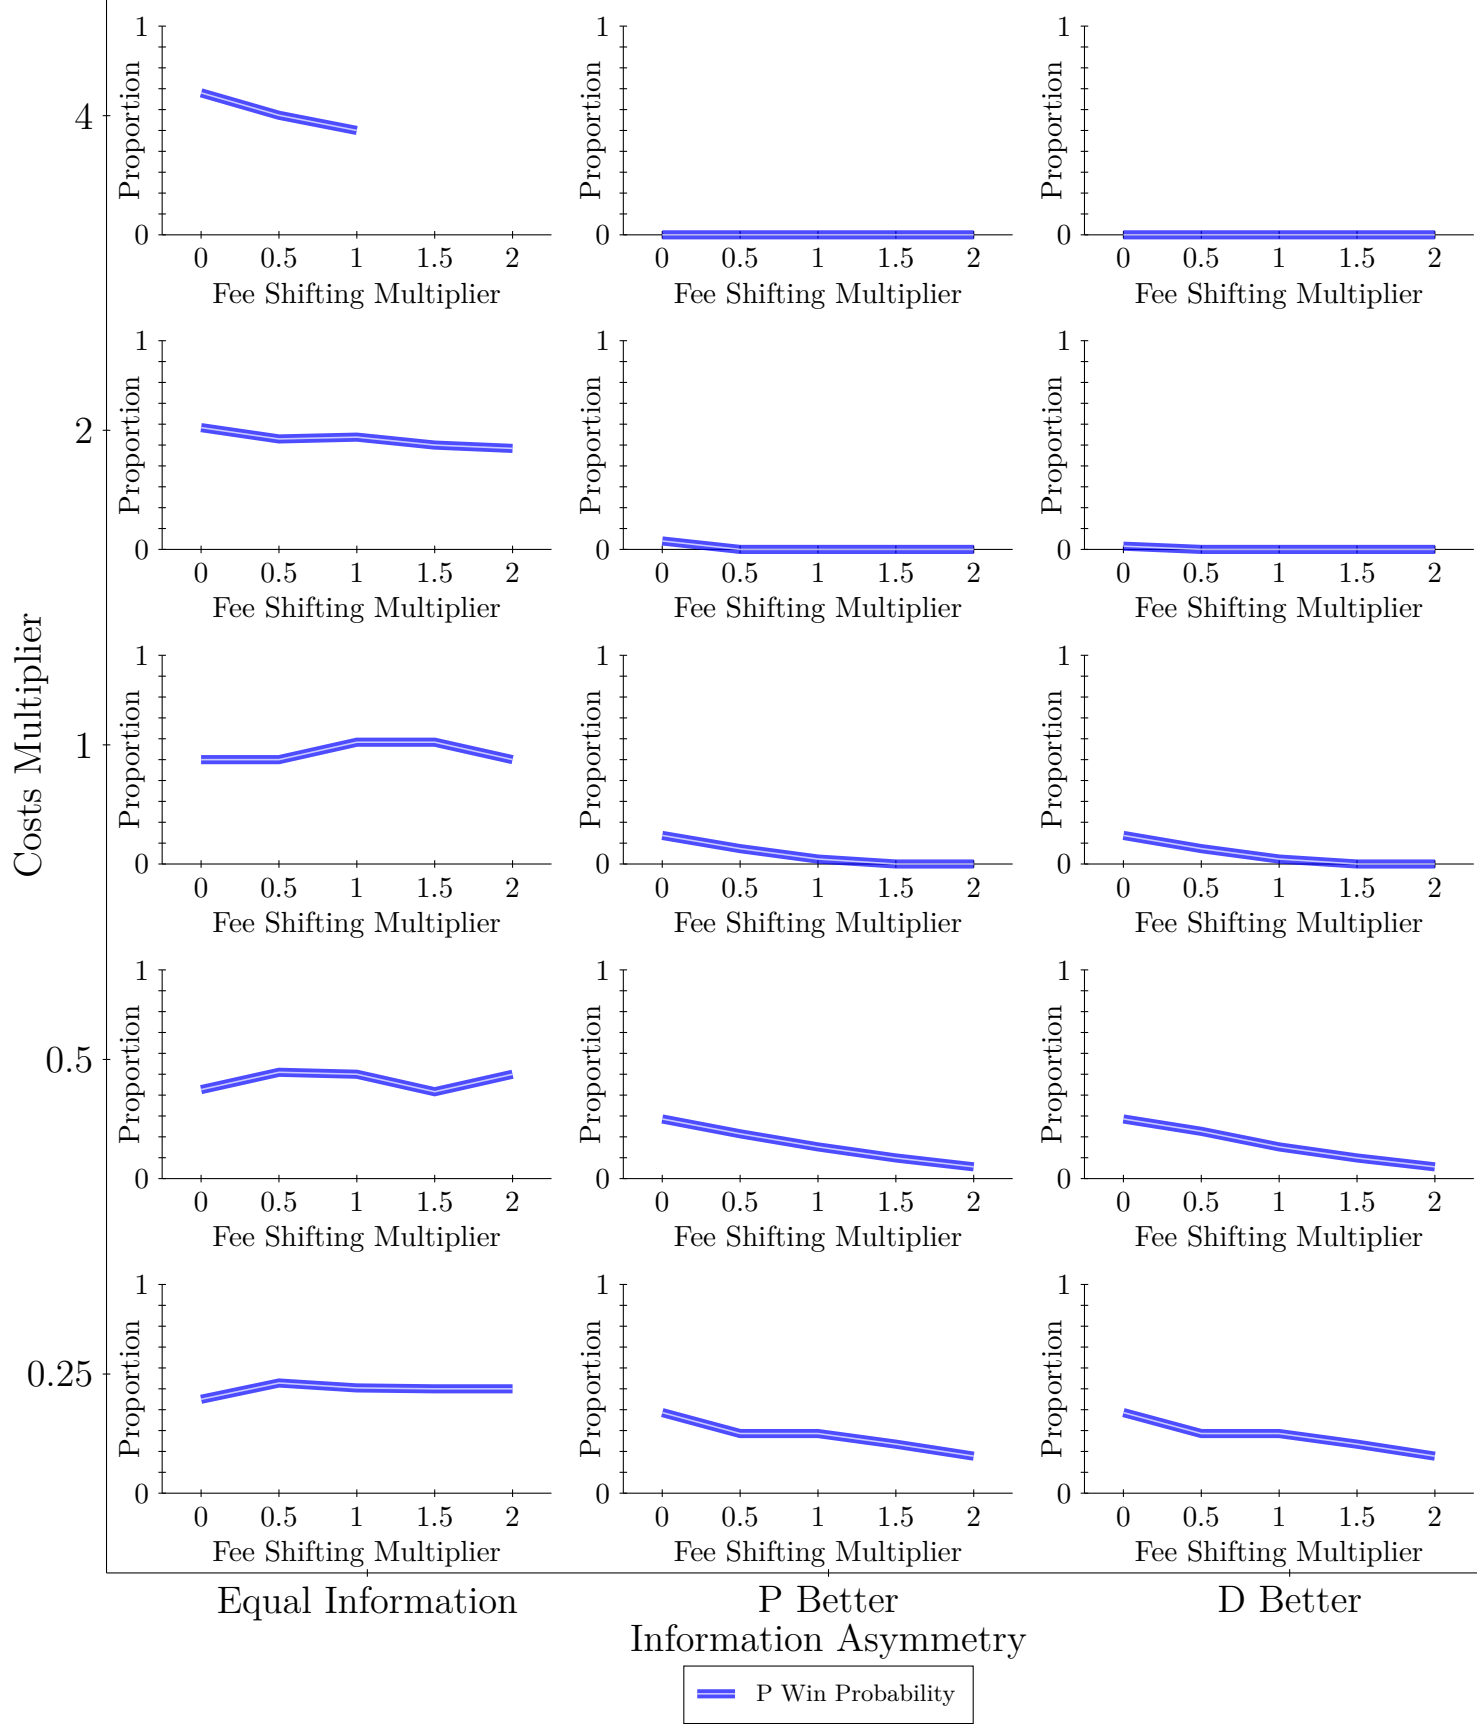 Costs Multiplier
4
1
Proportion
0
0 0.5 1 1.5 2
Fee Shifting Multiplier
1
Proportion
0
0 0.5 1 1.5 2
Fee Shifting Multiplier
1
Proportion
0
0 0.5 1 1.5 2
Fee Shifting Multiplier
2
1
Proportion
0
0 0.5 1 1.5 2
Fee Shifting Multiplier
1
Proportion
0
0 0.5 1 1.5 2
Fee Shifting Multiplier
1
Proportion
0
0 0.5 1 1.5 2
Fee Shifting Multiplier
1
1
Proportion
0
0 0.5 1 1.5 2
Fee Shifting Multiplier
1
Proportion
0
0 0.5 1 1.5 2
Fee Shifting Multiplier
1
Proportion
0
0 0.5 1 1.5 2
Fee Shifting Multiplier
0.5
1
Proportion
0
0 0.5 1 1.5 2
Fee Shifting Multiplier
1
Proportion
0
0 0.5 1 1.5 2
Fee Shifting Multiplier
1
Proportion
0
0 0.5 1 1.5 2
Fee Shifting Multiplier
0.25
1
Proportion
0
0 0.5 1 1.5 2
Fee Shifting Multiplier
1
Proportion
0
0 0.5 1 1.5 2
Fee Shifting Multiplier
1
Proportion
0
0 0.5 1 1.5 2
Fee Shifting Multiplier
Equal Information P Better D Better
Information Asymmetry
P Win Probability